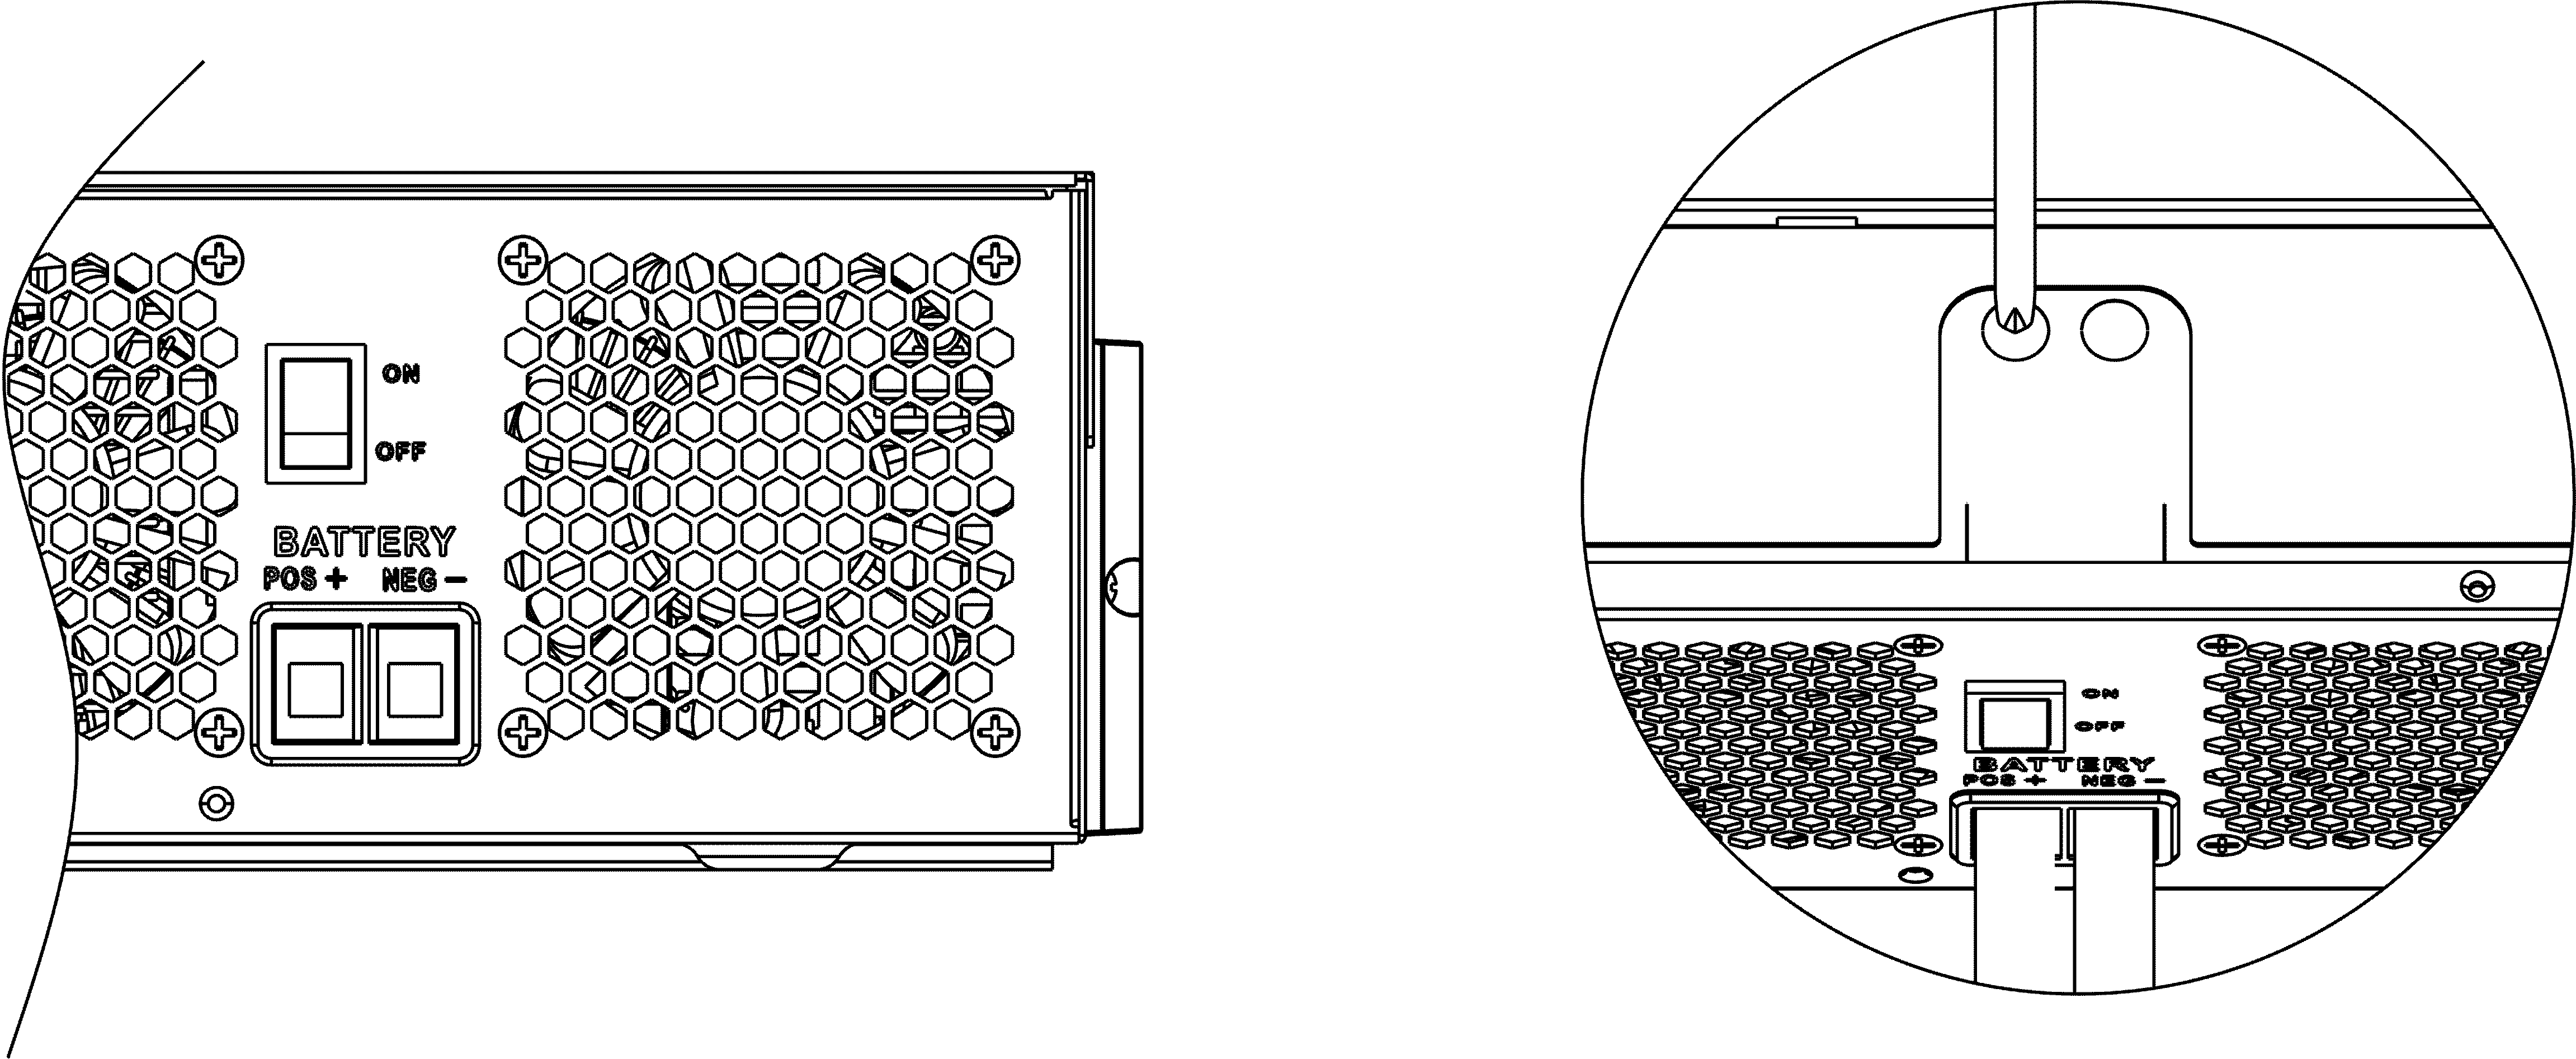 ON
OFF
BATTERY
POS + NEG −
ON
OFF
BATTERY
POS + NEG −